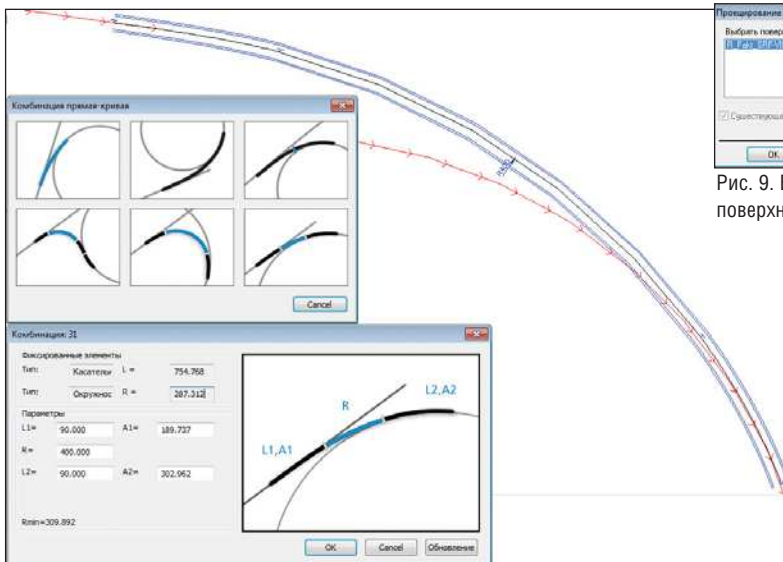 Проецирование
Выбрать повер
Существующе
OK
Рис. 9. 
поверхн
Комбинация прямая-кривая
Cancel
Комбинация: 31
Фиксированные элементы
Тип: Касателы L = 754.768
Тип: Окружнос R = 287.312
Параметры
L1= 90.000 A1= 189.737
R= 400.000
L2= 90.000 A2= 302.962
Rmin=309.892
L1,A1
R
L2,A2
OK Cancel Обновление